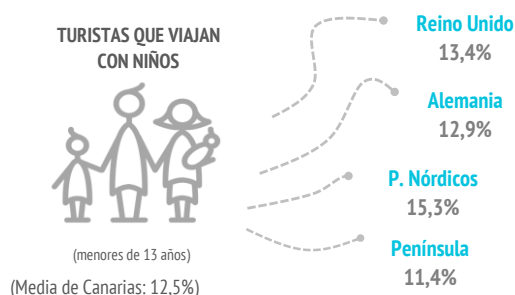 TURISTAS QUE VIAJAN
CON NIÑOS
(menores de 13 años)
(Media de Canarias: 12,5%)
Reino Unido
13,4%
Alemania
12,9%
P. Nórdicos
15,3%
Península
11,4%